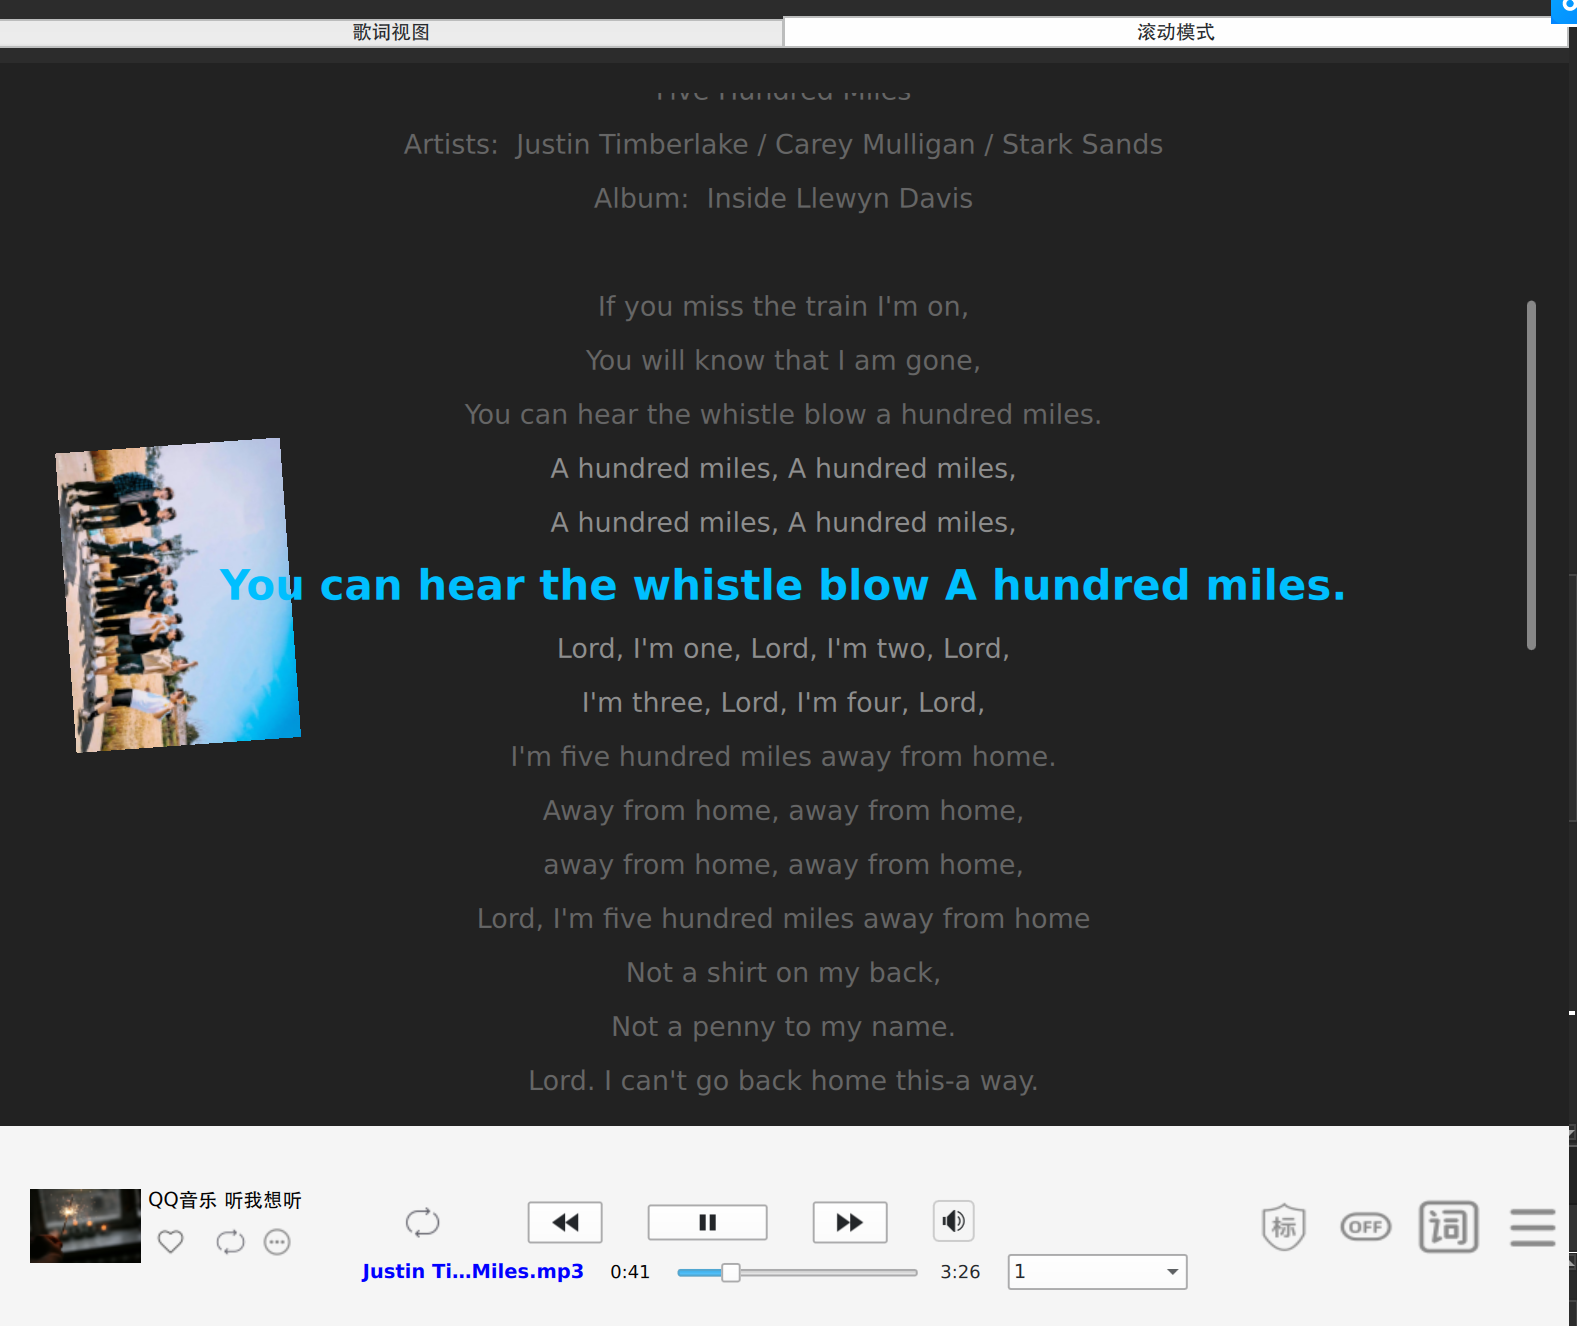 歌词视图
滚动模式
Five Hundred Miles
Artists:  Justin Timberlake / Carey Mulligan / Stark Sands
Album:  Inside Llewyn Davis
If you miss the train I'm on,
You will know that I am gone,
You can hear the whistle blow a hundred miles.
A hundred miles, A hundred miles,
A hundred miles, A hundred miles,
You can hear the whistle blow A hundred miles.
Lord, I'm one, Lord, I'm two, Lord,
I'm three, Lord, I'm four, Lord,
I'm five hundred miles away from home.
Away from home, away from home,
away from home, away from home,
Lord, I'm five hundred miles away from home
Not a shirt on my back,
Not a penny to my name.
Lord. I can't go back home this-a way.
QQ音乐 听我想听
标
OFF
词
Justin Ti...Miles.mp3
0:41
3:26
1